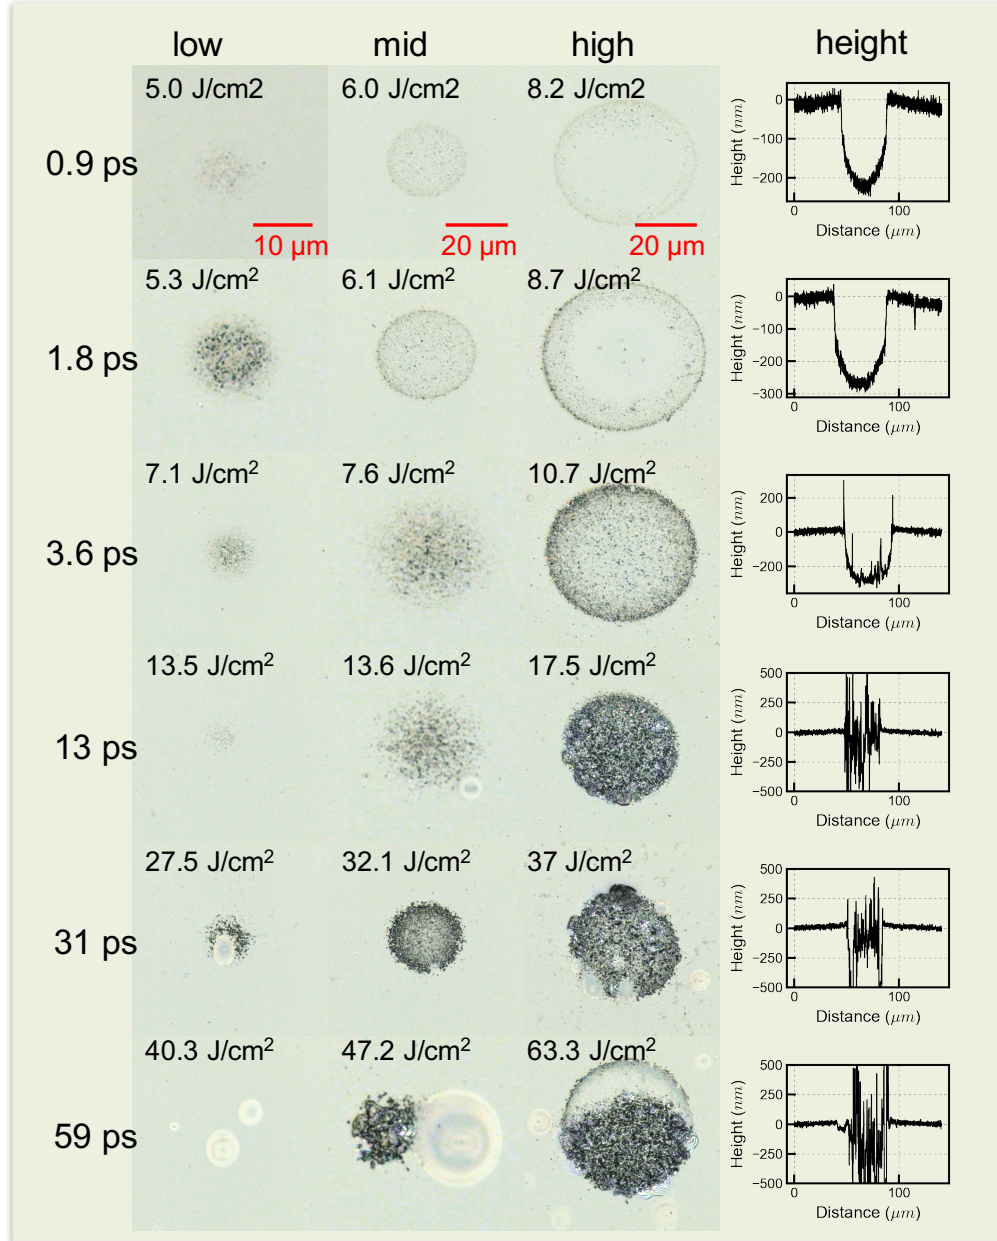 low mid high height
5.0 J/cm2 6.0 J/cm2 8.2 J/cm2
0.9 ps
10 µm 20 µm 20 µm
Height (nm)
0
−100
−200
0 100
Distance (µm)
5.3 J/cm² 6.1 J/cm² 8.7 J/cm²
1.8 ps
Height (nm)
0
−100
−200
−300
0 100
Distance (µm)
7.1 J/cm² 7.6 J/cm² 10.7 J/cm²
3.6 ps
Height (nm)
200
0
−200
0 100
Distance (µm)
13.5 J/cm² 13.6 J/cm² 17.5 J/cm²
13 ps
Height (nm)
500
250
0
−250
−500
0 100
Distance (µm)
27.5 J/cm² 32.1 J/cm² 37 J/cm²
31 ps
Height (nm)
500
250
0
−250
−500
0 100
Distance (µm)
40.3 J/cm² 47.2 J/cm² 63.3 J/cm²
59 ps
Height (nm)
500
250
0
−250
−500
0 100
Distance (µm)